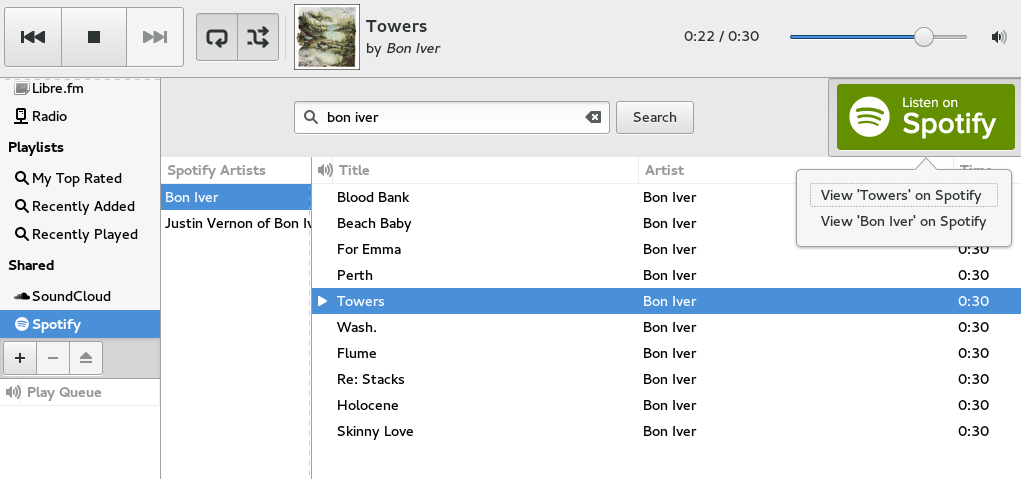 Towers
by Bon Iver
0:22 / 0:30
Libre.fm
Radio
Playlists
My Top Rated
Recently Added
Recently Played
Shared
SoundCloud
Spotify
Play Queue
bon iver
Search
Listen on
Spotify
View 'Towers' on Spotify
View 'Bon Iver' on Spotify
Spotify Artists
Bon Iver
Justin Vernon of Bon Iv
Title Artist Time
Blood Bank Bon Iver
Beach Baby Bon Iver
For Emma Bon Iver 0:30
Perth Bon Iver 0:30
Towers Bon Iver 0:30
Wash. Bon Iver 0:30
Flume Bon Iver 0:30
Re: Stacks Bon Iver 0:30
Holocene Bon Iver 0:30
Skinny Love Bon Iver 0:30